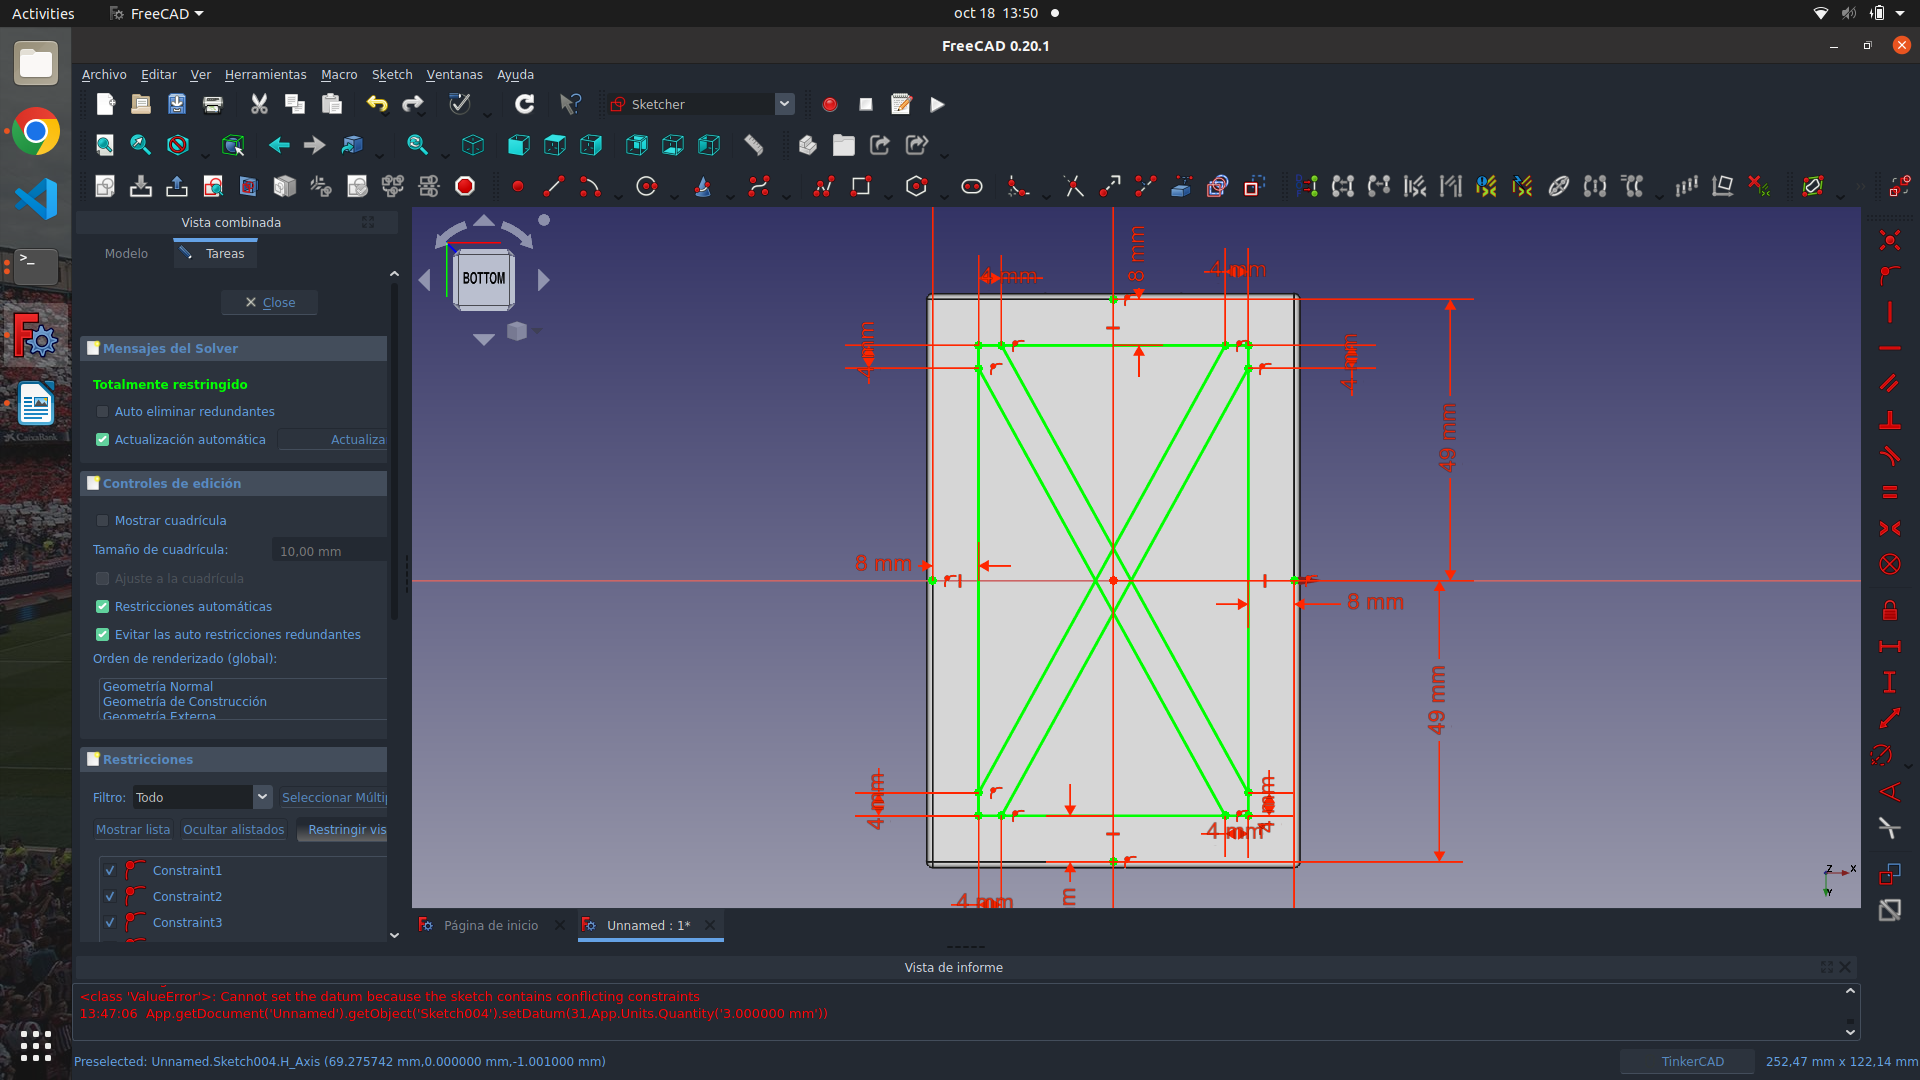 Activities
FreeCAD
oct 18 13:50
FreeCAD 0.20.1
Archivo Editar Ver Herramientas Macro Sketch Ventanas Ayuda
Sketcher
Vista combinada
Modelo
Tareas
Close
Mensajes del Solver
Totalmente restringido
Auto eliminar redundantes
Actualización automática
Actualiza
Controles de edición
Mostrar cuadrícula
Tamaño de cuadrícula:
10,00 mm
Ajuste a la cuadrícula
Restricciones automáticas
Evitar las auto restricciones redundantes
Orden de renderizado (global):
Geometría Normal
Geometría de Construcción
Geometría Externa
Restricciones
Filtro:
Todo
Seleccionar Múltip
Mostrar lista
Ocultar alistados
Restringir vis
Constraint1
Constraint2
Constraint3
BOTTOM
4 mm
8 mm
4 mm
4 mm
4 mm
49 mm
8 mm
8 mm
49 mm
4 mm
4 mm
4 mm
4 mm
m
Z
X
Y
Página de inicio
Unnamed : 1*
Vista de informe
<class 'ValueError'>: Cannot set the datum because the sketch contains conflicting constraints
13:47:06 App.getDocument('Unnamed').getObject('Sketch004').setDatum(31,App.Units.Quantity('3.000000 mm'))
Preselected: Unnamed.Sketch004.H_Axis (69.275742 mm,0.000000 mm,-1.001000 mm)
TinkerCAD
252,47 mm x 122,14 mm